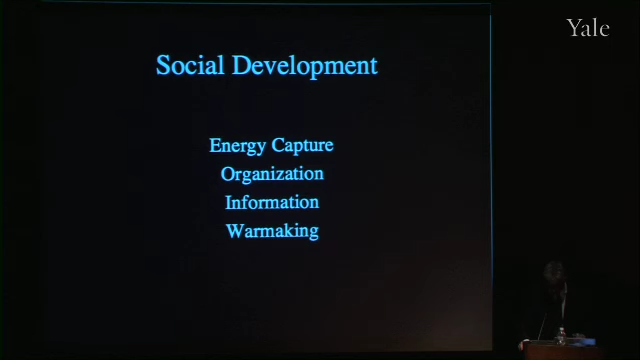 Yale
Social Development
Energy Capture
Organization
Information
Warmaking